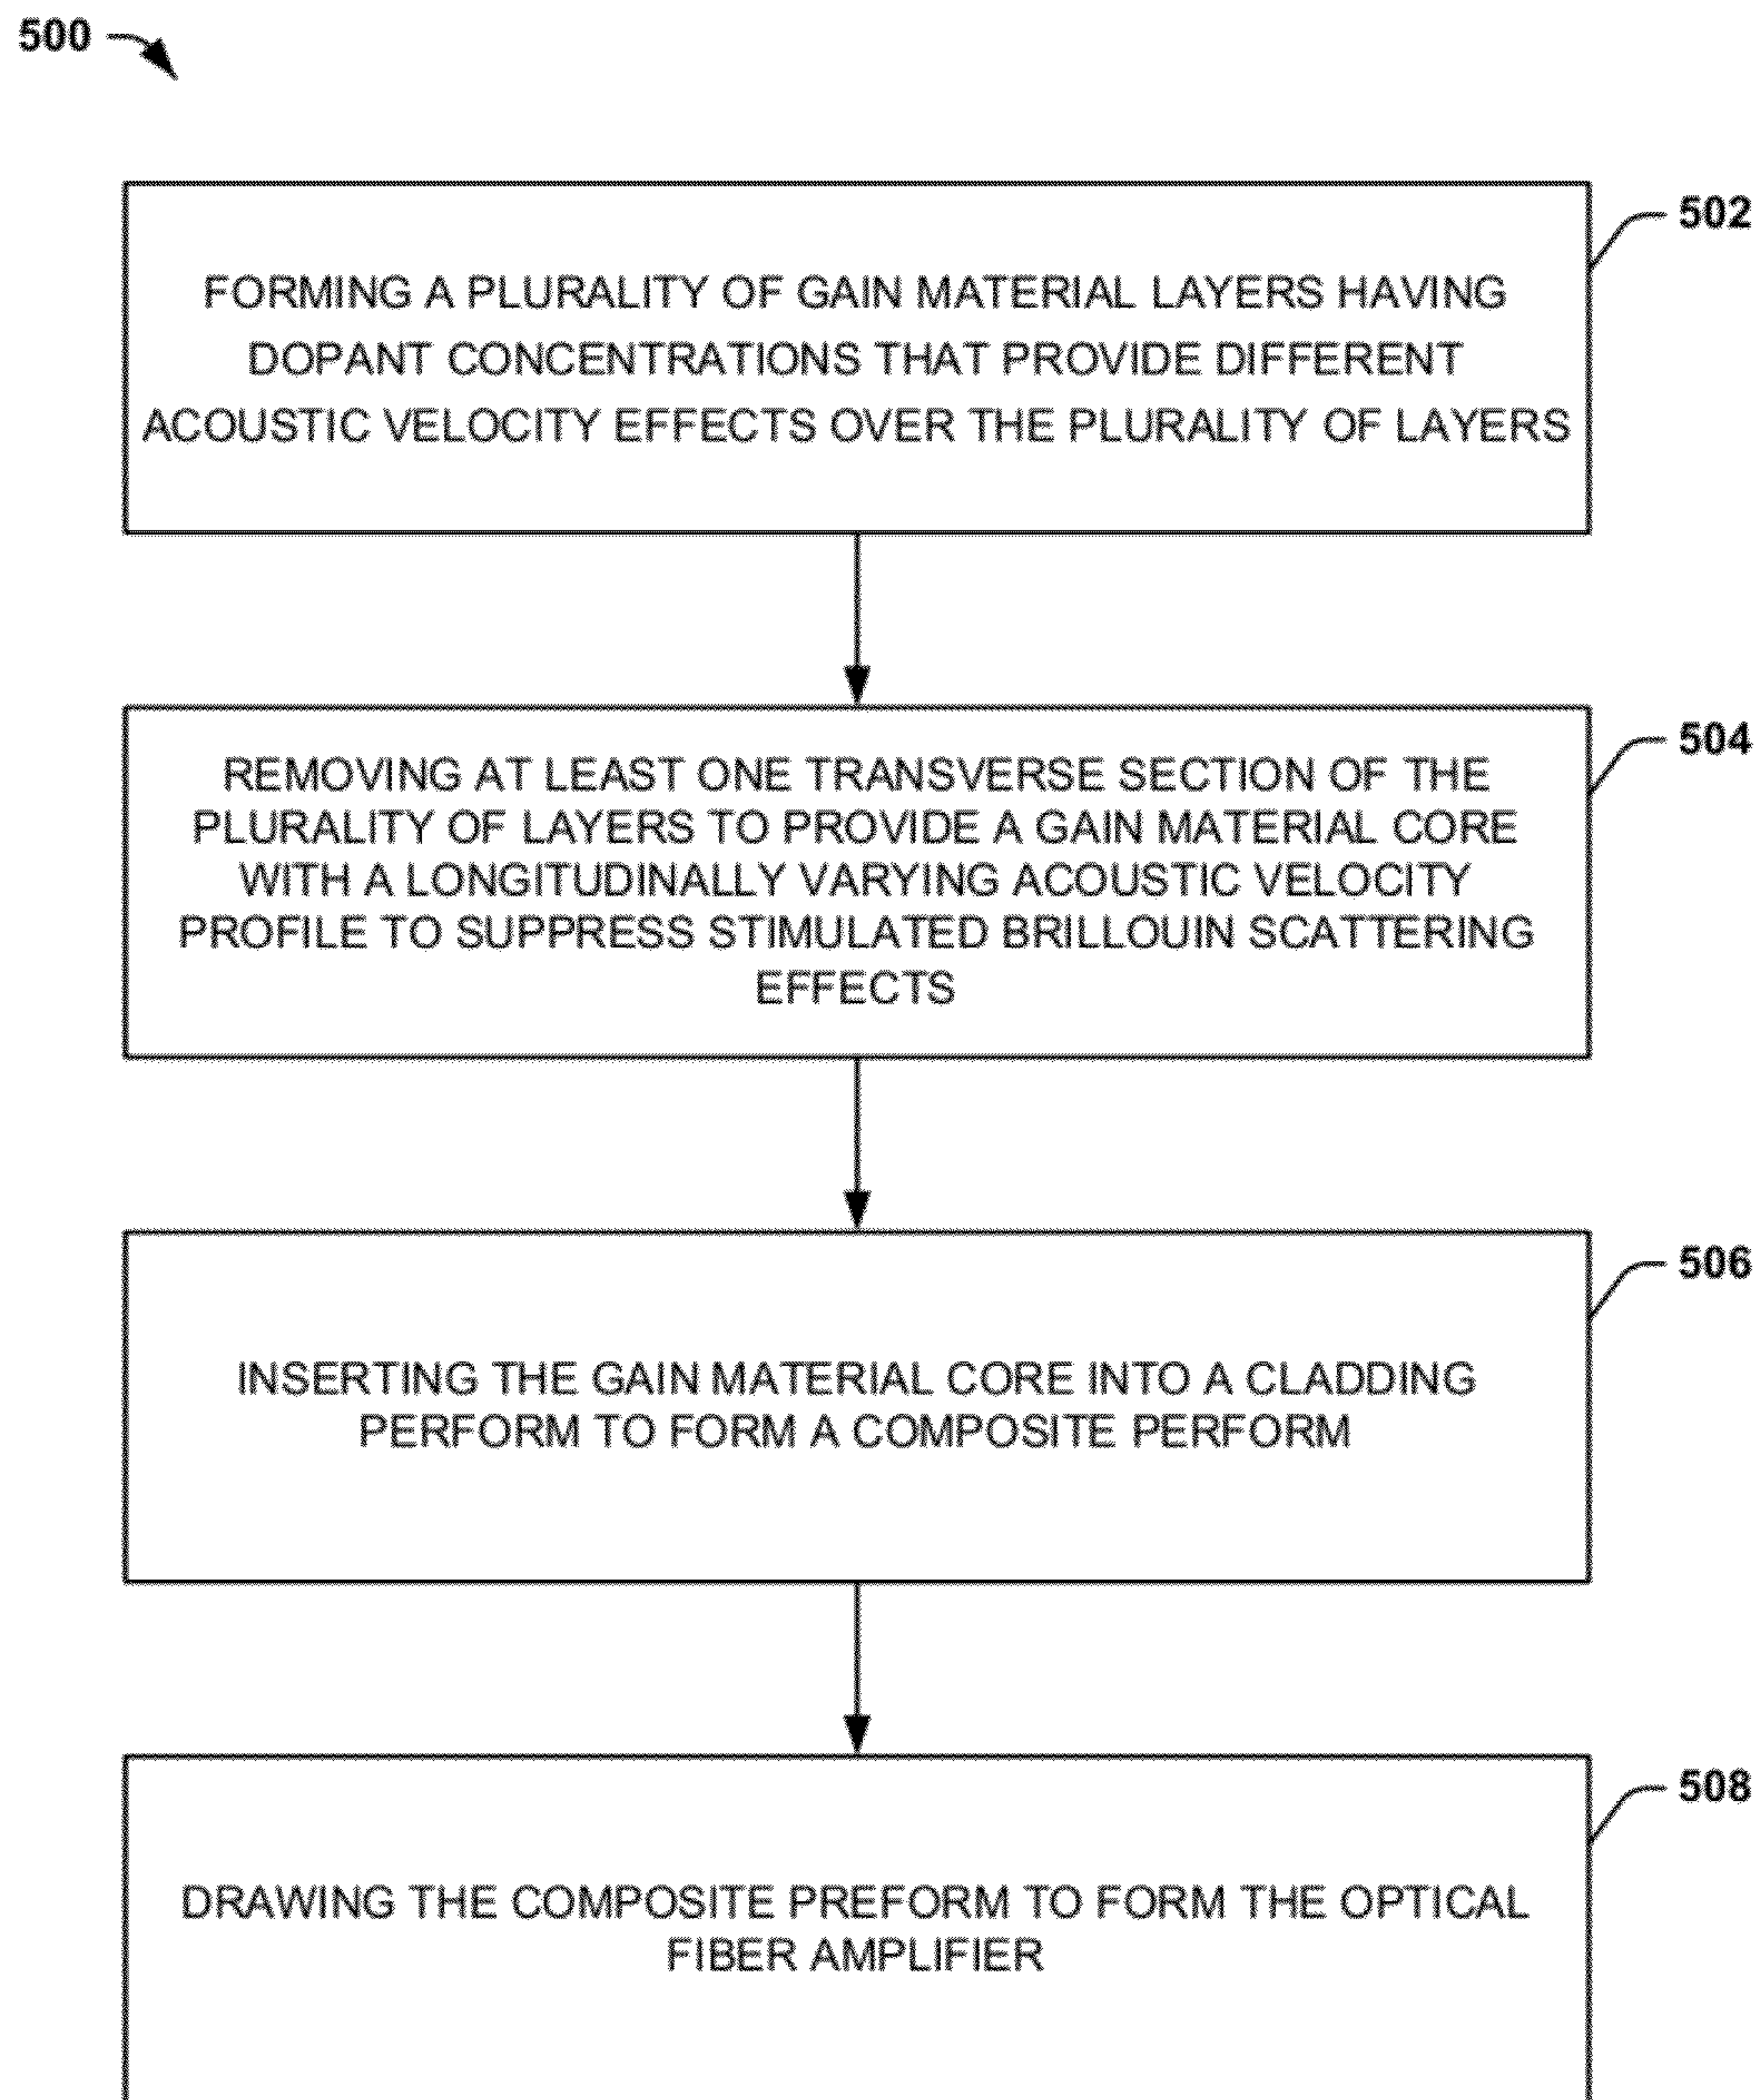 500
502
FORMING A PLURALITY OF GAIN MATERIAL LAYERS HAVING
DOPANT CONCENTRATIONS THAT PROVIDE DIFFERENT
ACOUSTIC VELOCITY EFFECTS OVER THE PLURALITY OF LAYERS
504
REMOVING AT LEAST ONE TRANSVERSE SECTION OF THE
PLURALITY OF LAYERS TO PROVIDE A GAIN MATERIAL CORE
WITH A LONGITUDINALLY VARYING ACOUSTIC VELOCITY
PROFILE TO SUPPRESS STIMULATED BRILLOUIN SCATTERING
EFFECTS
506
INSERTING THE GAIN MATERIAL CORE INTO A CLADDING
PERFORM TO FORM A COMPOSITE PERFORM
508
DRAWING THE COMPOSITE PREFORM TO FORM THE OPTICAL
FIBER AMPLIFIER